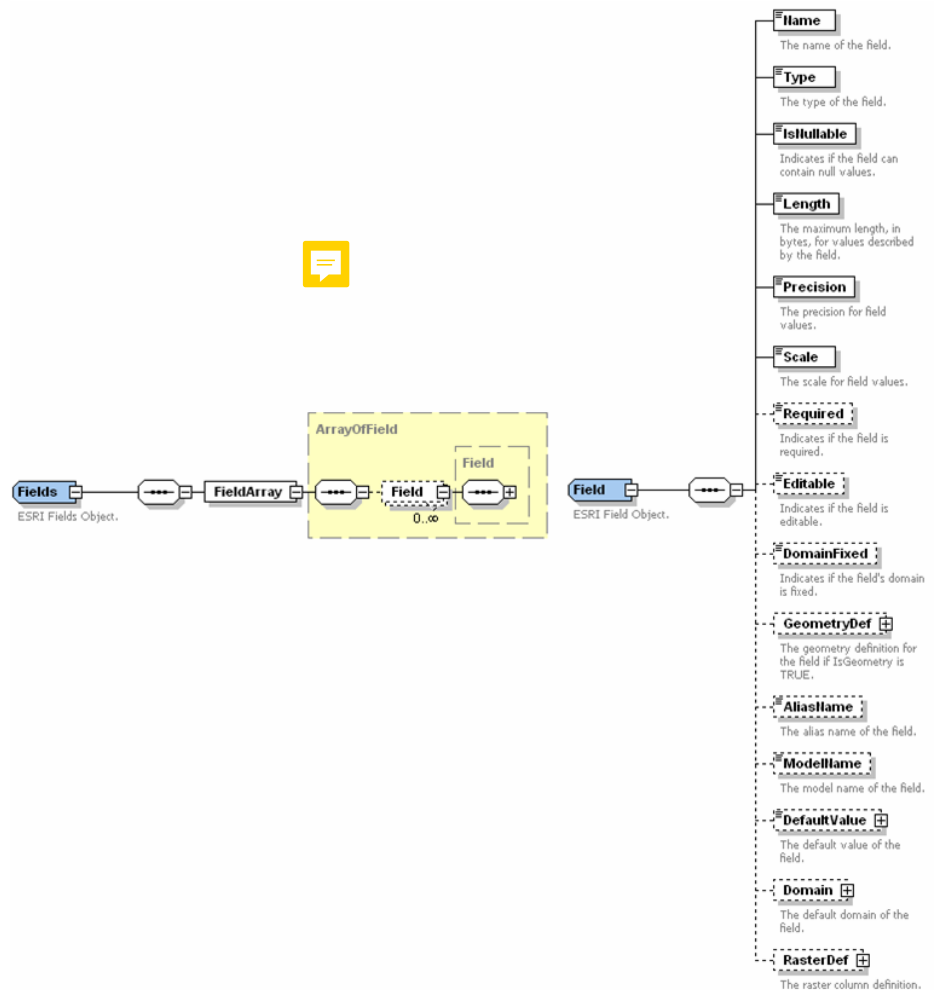 Name
The name of the field.
Type
The type of the field.
IsNullable
Indicates if the field can
contain null values.
Length
The maximum length, in
bytes, for values described
by the field.
Precision
The precision for field
values.
Scale
The scale for field values.
Required
Indicates if the field is
required.
Editable
Indicates if the field is
editable.
DomainFixed
Indicates if the field's domain
is fixed.
GeometryDef
The geometry definition for
the field if IsGeometry is
TRUE.
AliasName
The alias name of the field.
ModelName
The model name of the field.
DefaultValue
The default value of the
field.
Domain
The default domain of the
field.
RasterDef
The raster column definition.
Fields
ESRI Fields Object.
FieldArray
ArrayOfField
Field
0..∞
Field
Field
ESRI Field Object.